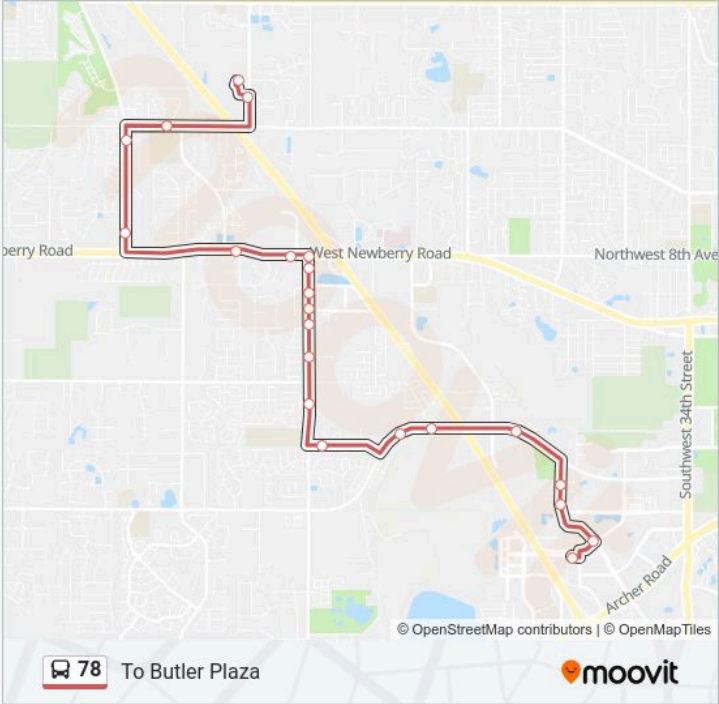 berry Road
West Newberry Road
Northwest 8th Ave
Southwest 34th Street
Archer Road
© OpenStreetMap contributors | © OpenMapTiles
78 To Butler Plaza
moovit